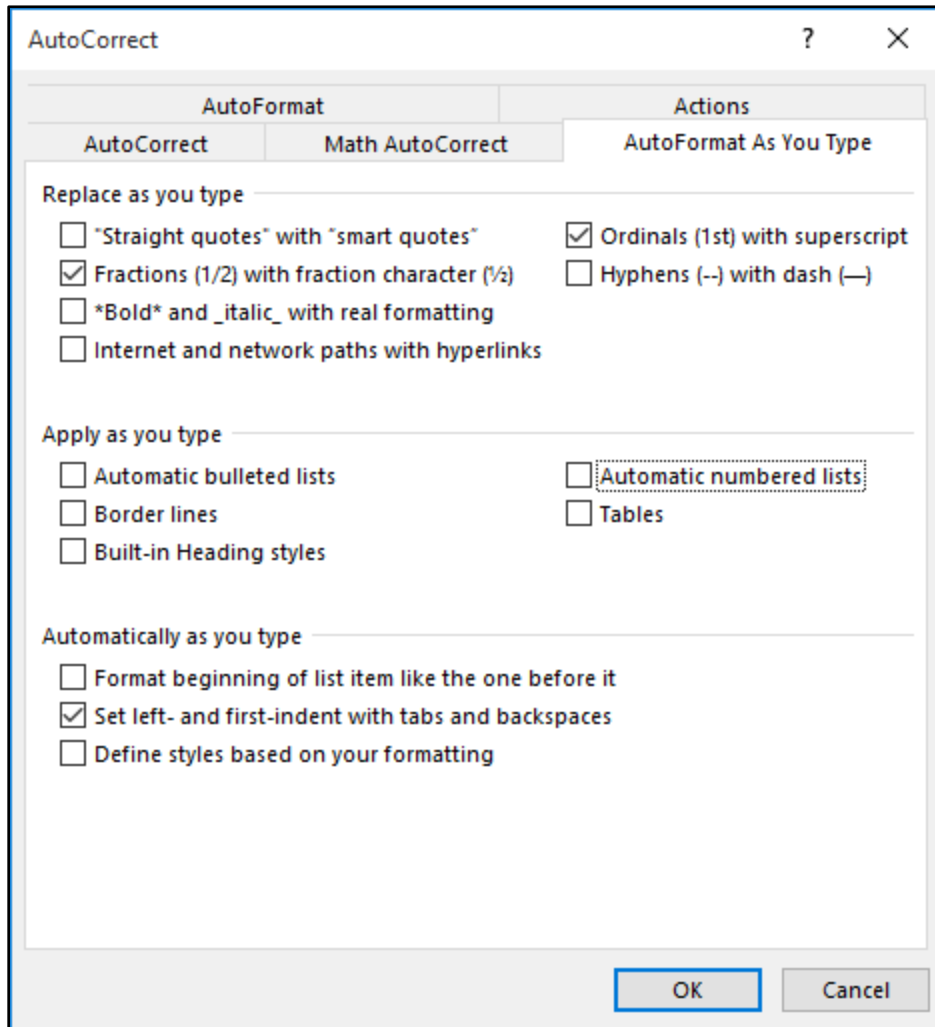 AutoCorrect ?
AutoFormat Actions
AutoCorrect Math AutoCorrect AutoFormat As You Type
Replace as you type
"Straight quotes" with “smart quotes” Ordinals (1st) with superscript
Fractions (1/2) with fraction character (½) Hyphens (--) with dash (—)
*Bold* and _italic_ with real formatting
Internet and network paths with hyperlinks
Apply as you type
Automatic bulleted lists Automatic numbered lists
Border lines Tables
Built-in Heading styles
Automatically as you type
Format beginning of list item like the one before it
Set left- and first-indent with tabs and backspaces
Define styles based on your formatting
OK Cancel